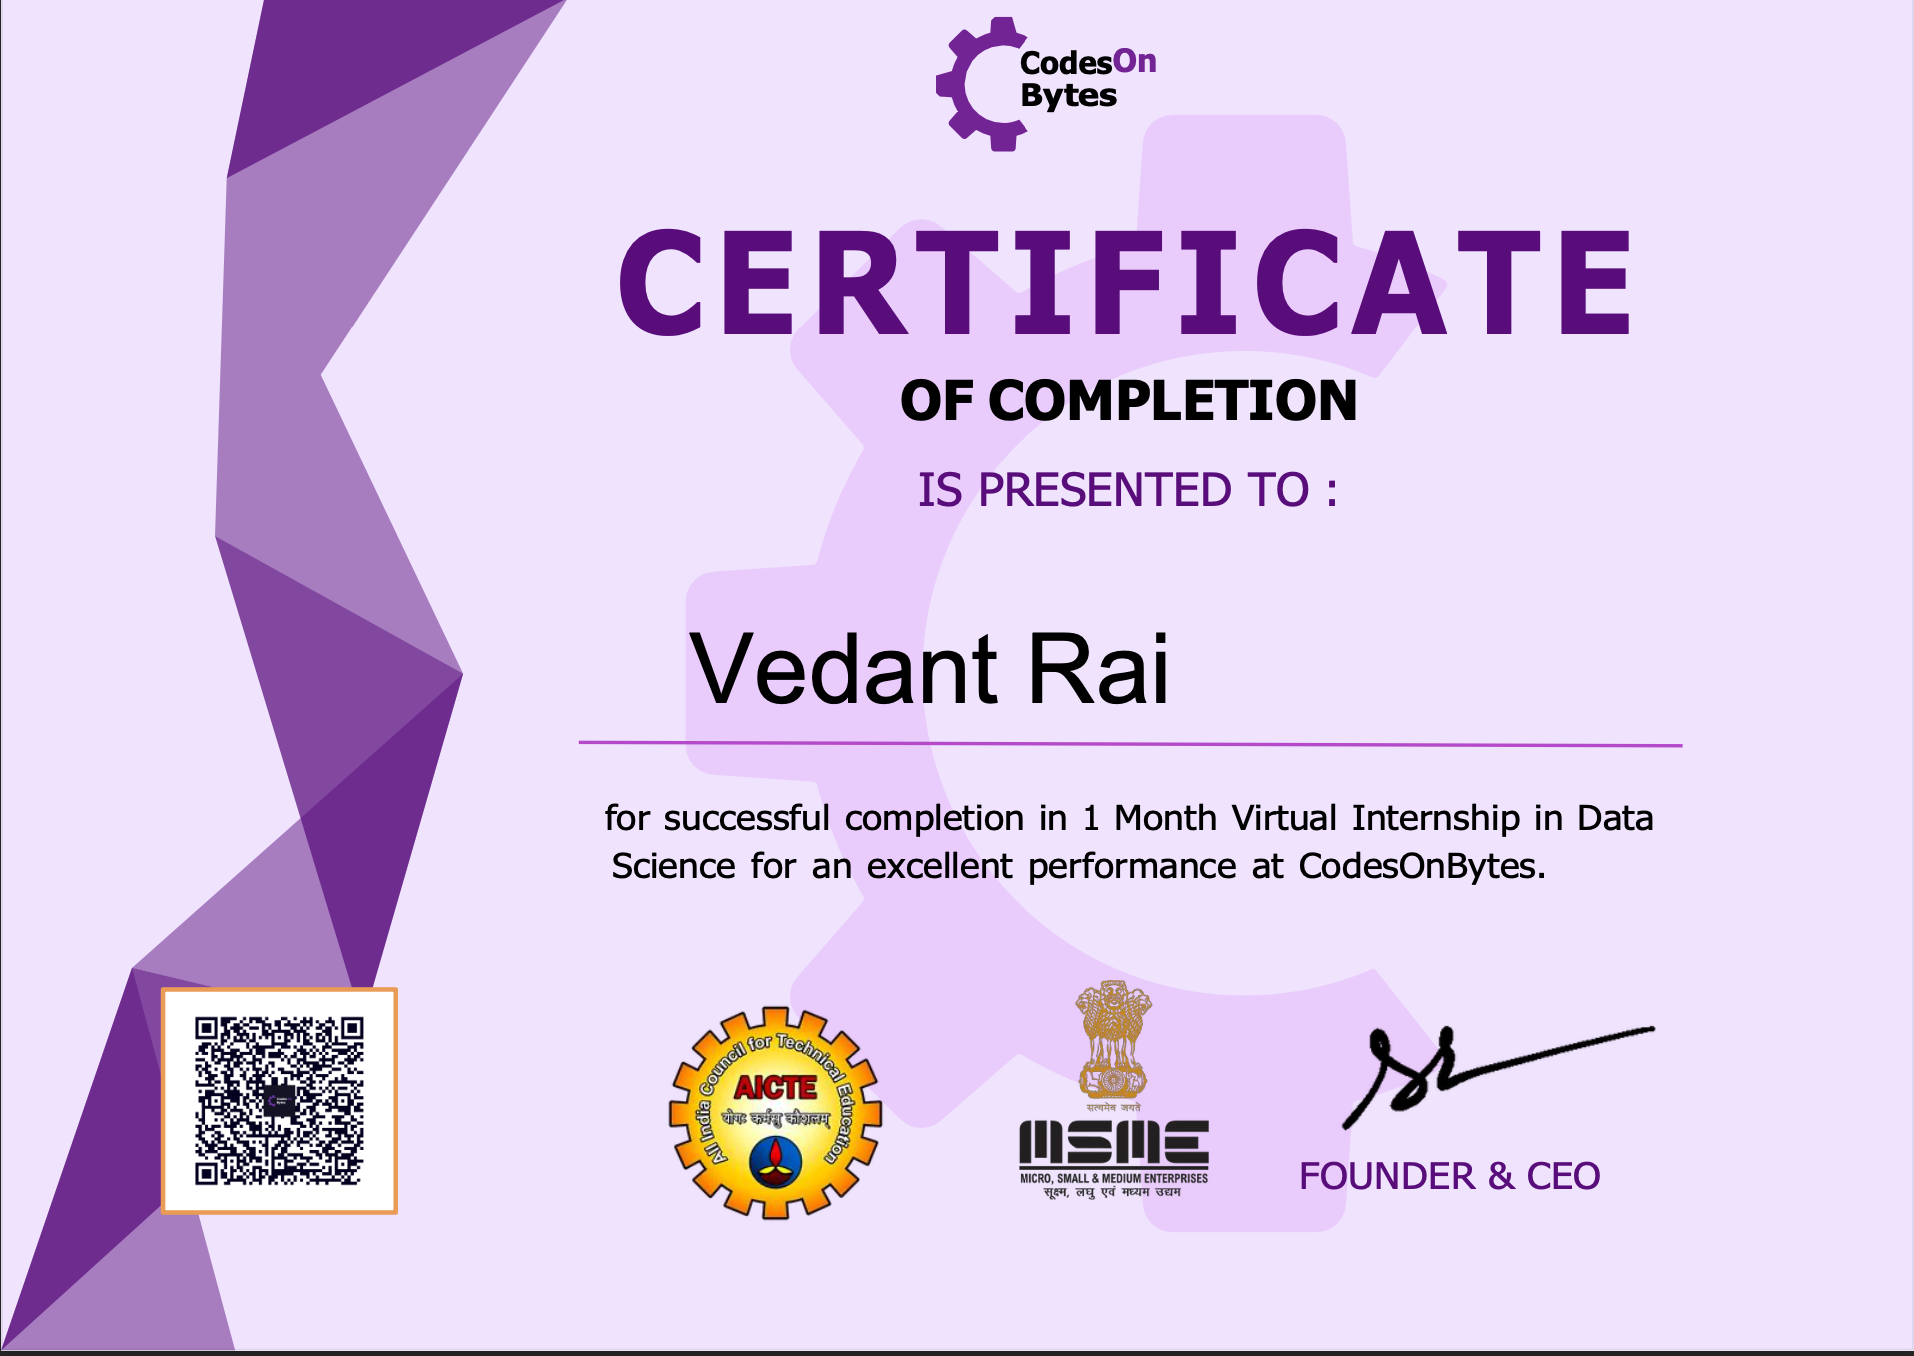 CodesOn
Bytes
CERTIFICATE
OF COMPLETION
IS PRESENTED TO :
Vedant Rai
for successful completion in 1 Month Virtual Internship in Data
Science for an excellent performance at CodesOnBytes.
All India Council for Technical Education
AICTE
योगः कर्मसु कौशलम्
सत्यमेव जयते
MSME
MICRO, SMALL & MEDIUM ENTERPRISES
सूक्ष्म, लघु एवं मध्यम उद्यम
FOUNDER & CEO